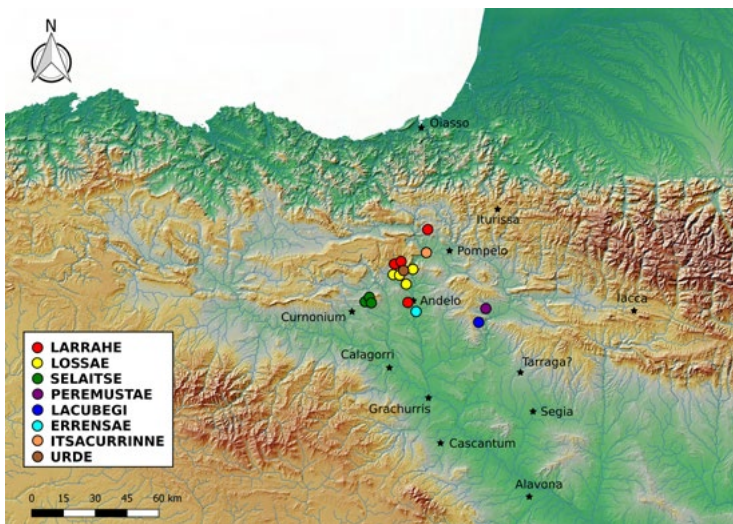 N
Oiasso
Iturissa
Pompelo
Iacca
Andelo
Curnonium
Calagorri
Tarraga?
Grachurris
Segia
Cascantum
Alavona
LARRAHE
LOSSAE
SELAITSE
PEREMUSTAE
LACUBEGI
ERRENSAE
ITSACURRINNE
URDE
0 15 30 45 60 km